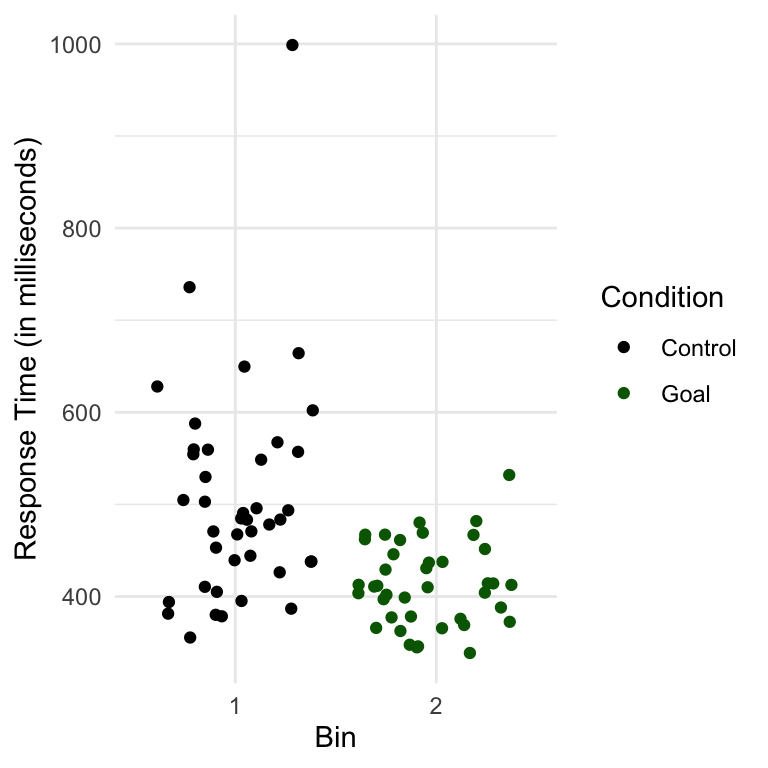 1000
800
600
400
Response Time (in milliseconds)
1
2
Bin
Condition
Control
Goal